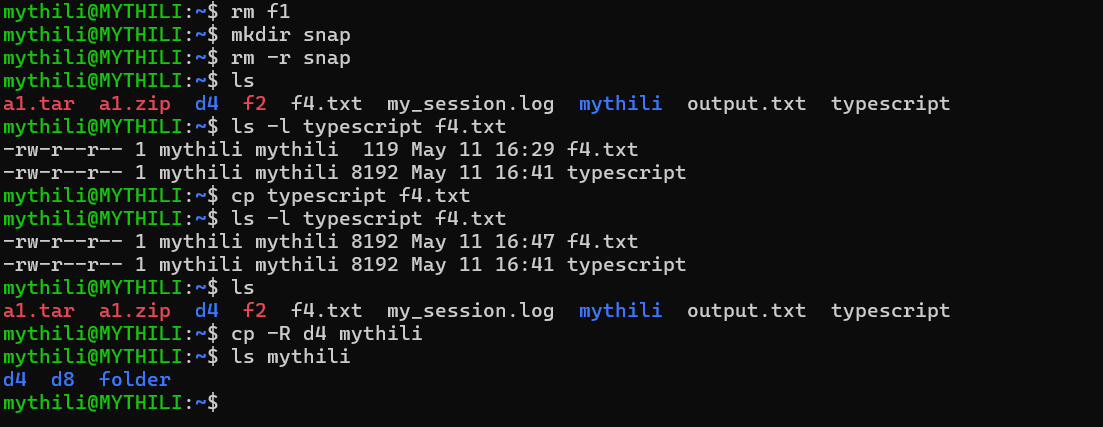 mythili@MYTHILI:~$ rm f1
mythili@MYTHILI:~$ mkdir snap
mythili@MYTHILI:~$ rm -r snap
mythili@MYTHILI:~$ ls
a1.tar  a1.zip  d4  f2  f4.txt  my_session.log  mythili  output.txt  typescript
mythili@MYTHILI:~$ ls -l typescript f4.txt
-rw-r--r-- 1 mythili mythili  119 May 11 16:29 f4.txt
-rw-r--r-- 1 mythili mythili 8192 May 11 16:41 typescript
mythili@MYTHILI:~$ cp typescript f4.txt
mythili@MYTHILI:~$ ls -l typescript f4.txt
-rw-r--r-- 1 mythili mythili 8192 May 11 16:47 f4.txt
-rw-r--r-- 1 mythili mythili 8192 May 11 16:41 typescript
mythili@MYTHILI:~$ ls
a1.tar  a1.zip  d4  f2  f4.txt  my_session.log  mythili  output.txt  typescript
mythili@MYTHILI:~$ cp -R d4 mythili
mythili@MYTHILI:~$ ls mythili
d4  d8  folder
mythili@MYTHILI:~$